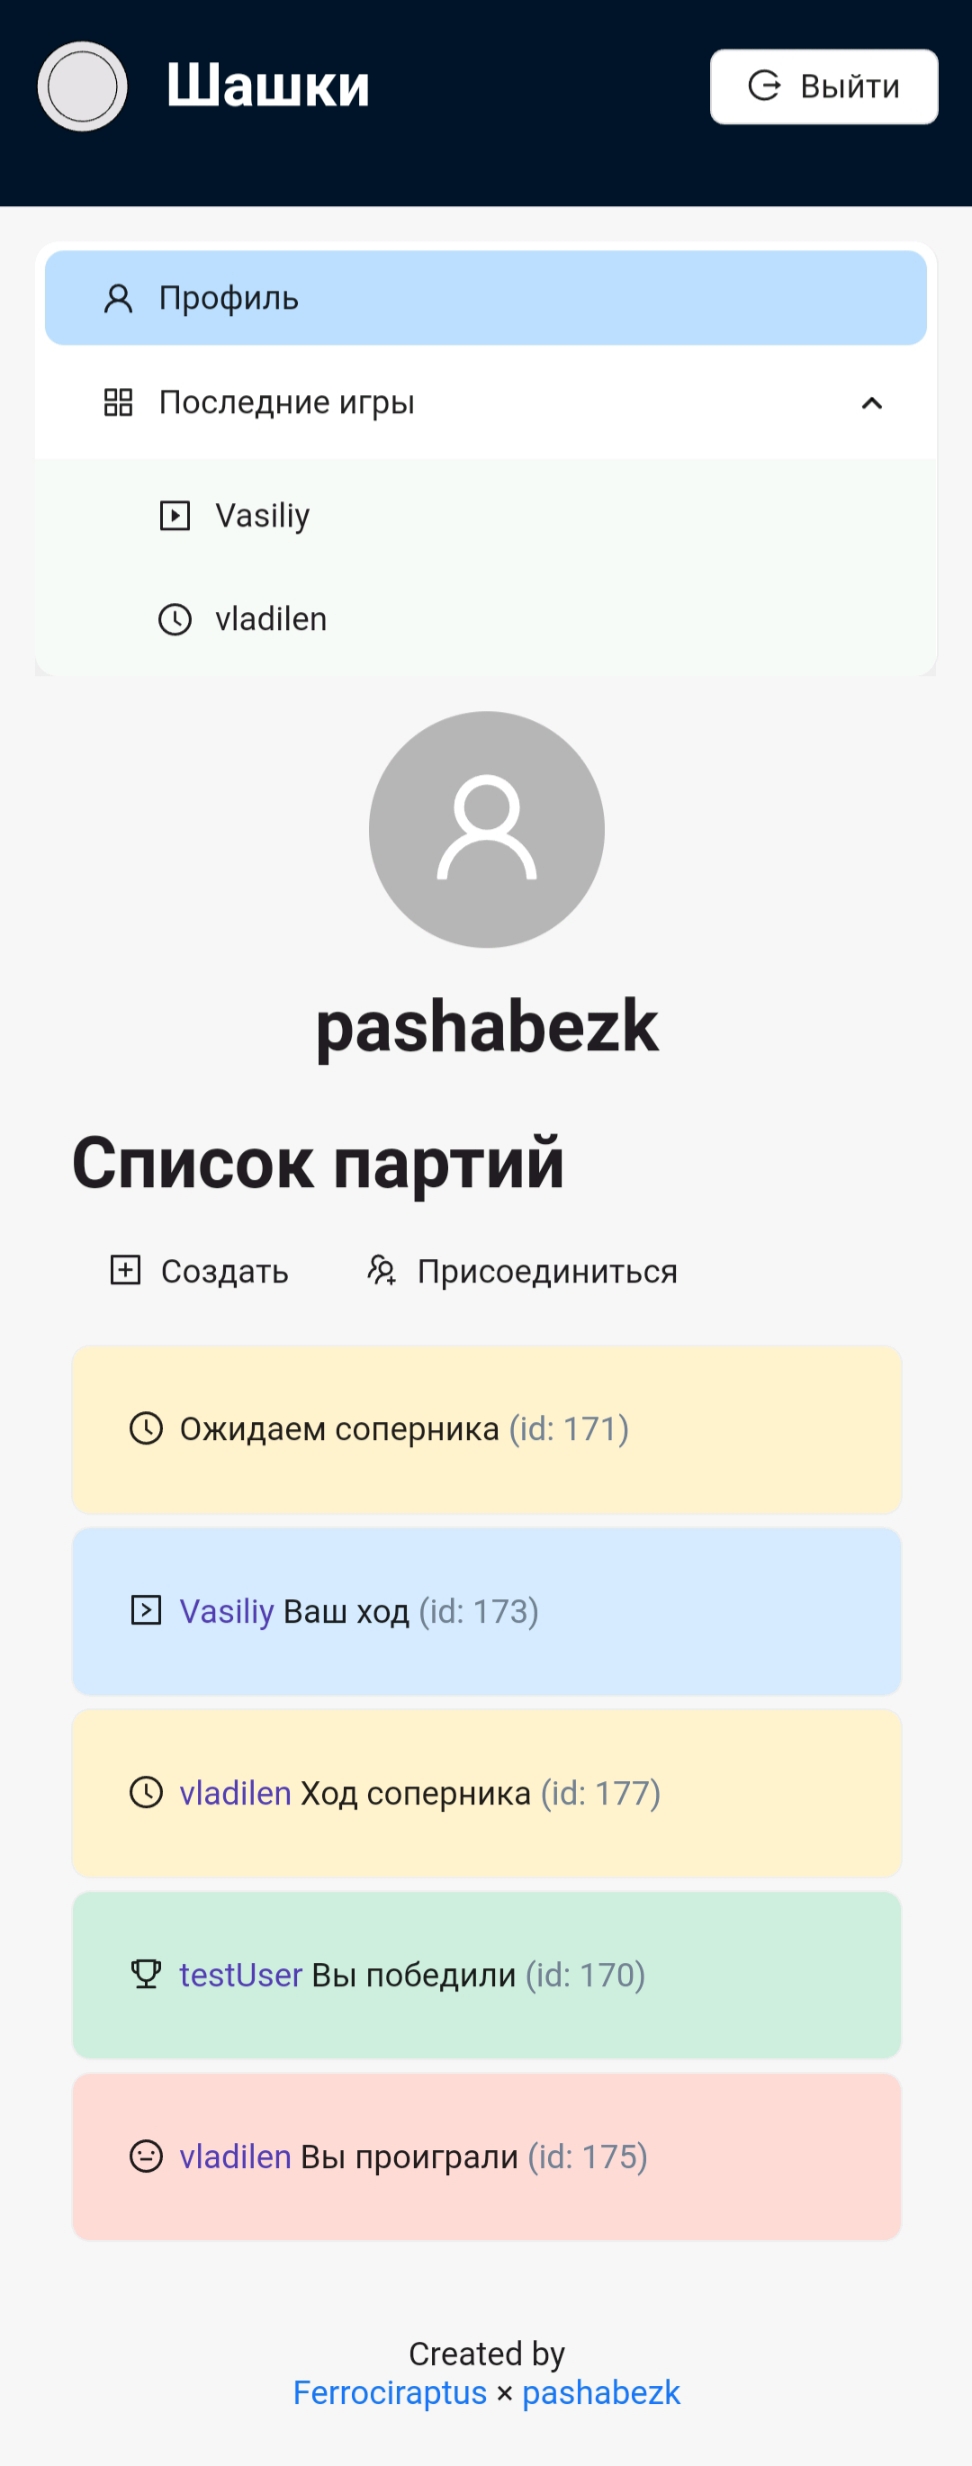 Шашки
Выйти
Профиль
Последние игры
Vasiliy
vladilen
pashabezk
Список партий
Создать Присоединиться
Ожидаем соперника (id: 171)
Vasiliy Ваш ход (id: 173)
vladilen Ход соперника (id: 177)
testUser Вы победили (id: 170)
vladilen Вы проиграли (id: 175)
Created by
Ferrociraptus × pashabezk